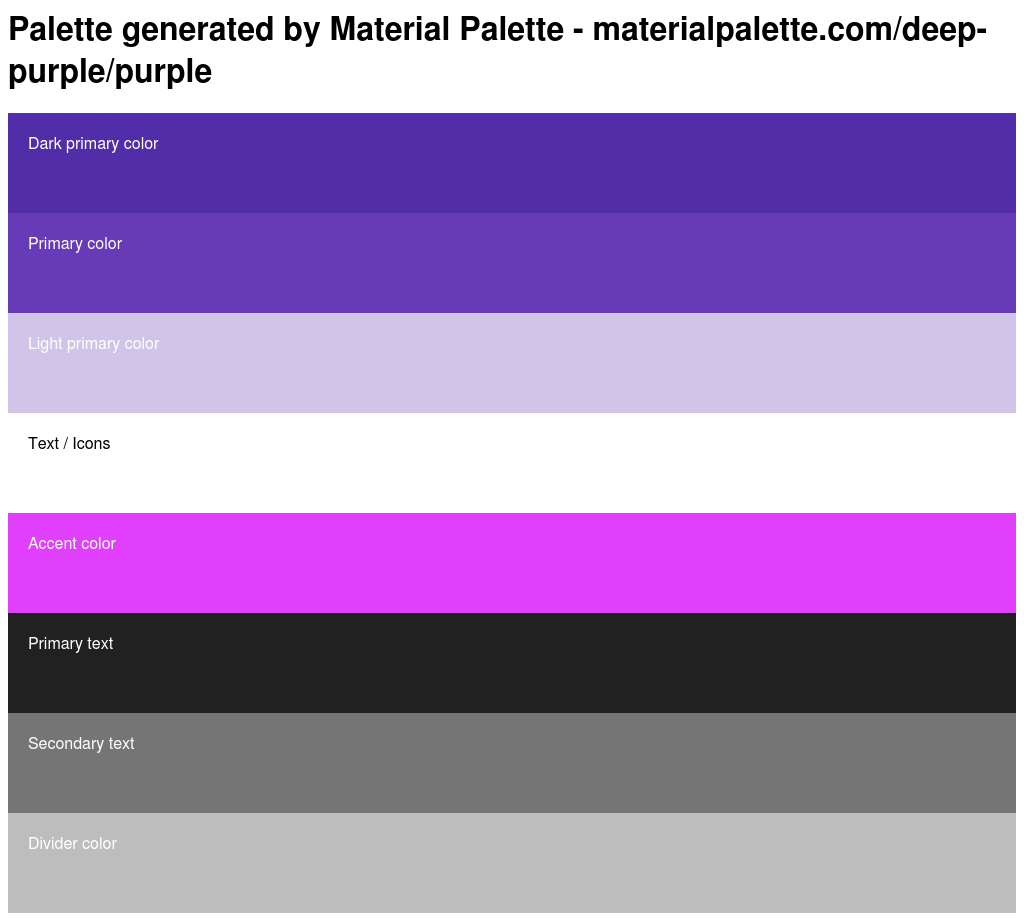 Palette generated by Material Palette - materialpalette.com/deep-
purple/purple
Dark primary color
Primary color
Light primary color
Text / Icons
Accent color
Primary text
Secondary text
Divider color